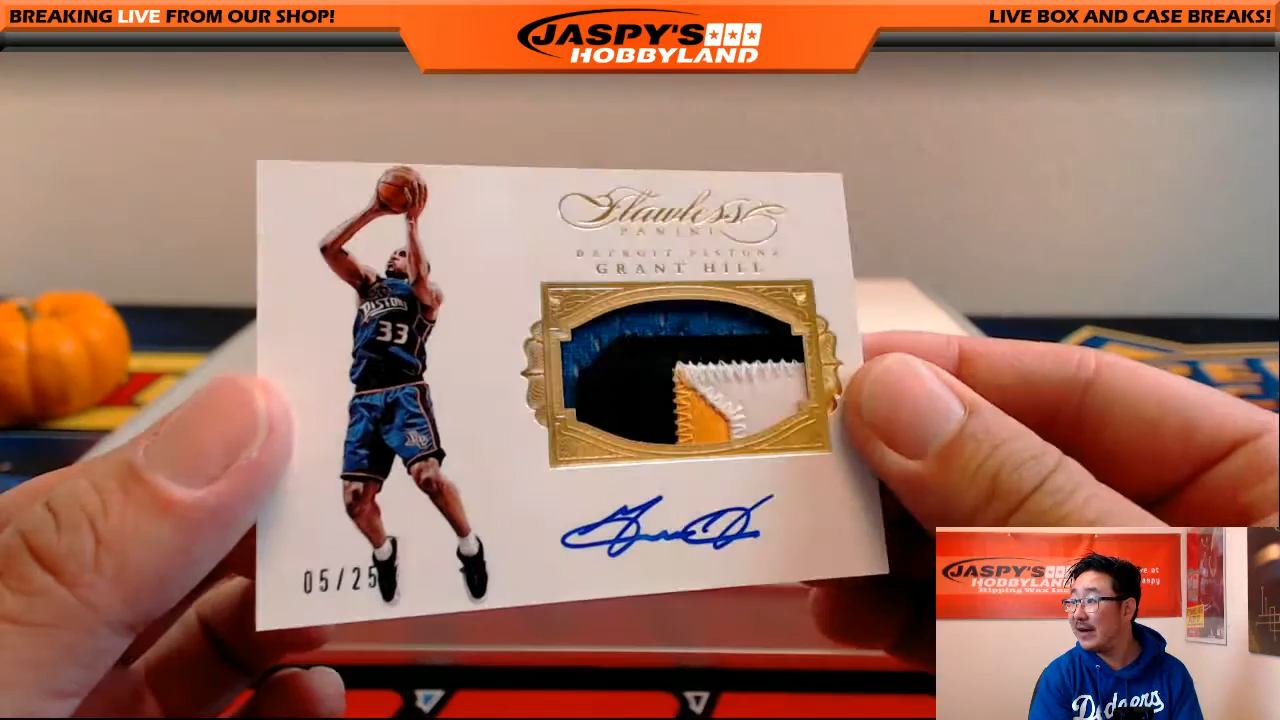 BREAKING LIVE FROM OUR SHOP!
JASPY'S
HOBBYLAND
LIVE BOX AND CASE BREAKS!
Flawless
PANINI
DETROIT PISTONS
GRANT HILL
PISTONS
33
05/25
JASPY'S
HOBBYLAND
Ripping Wax
Dodgers